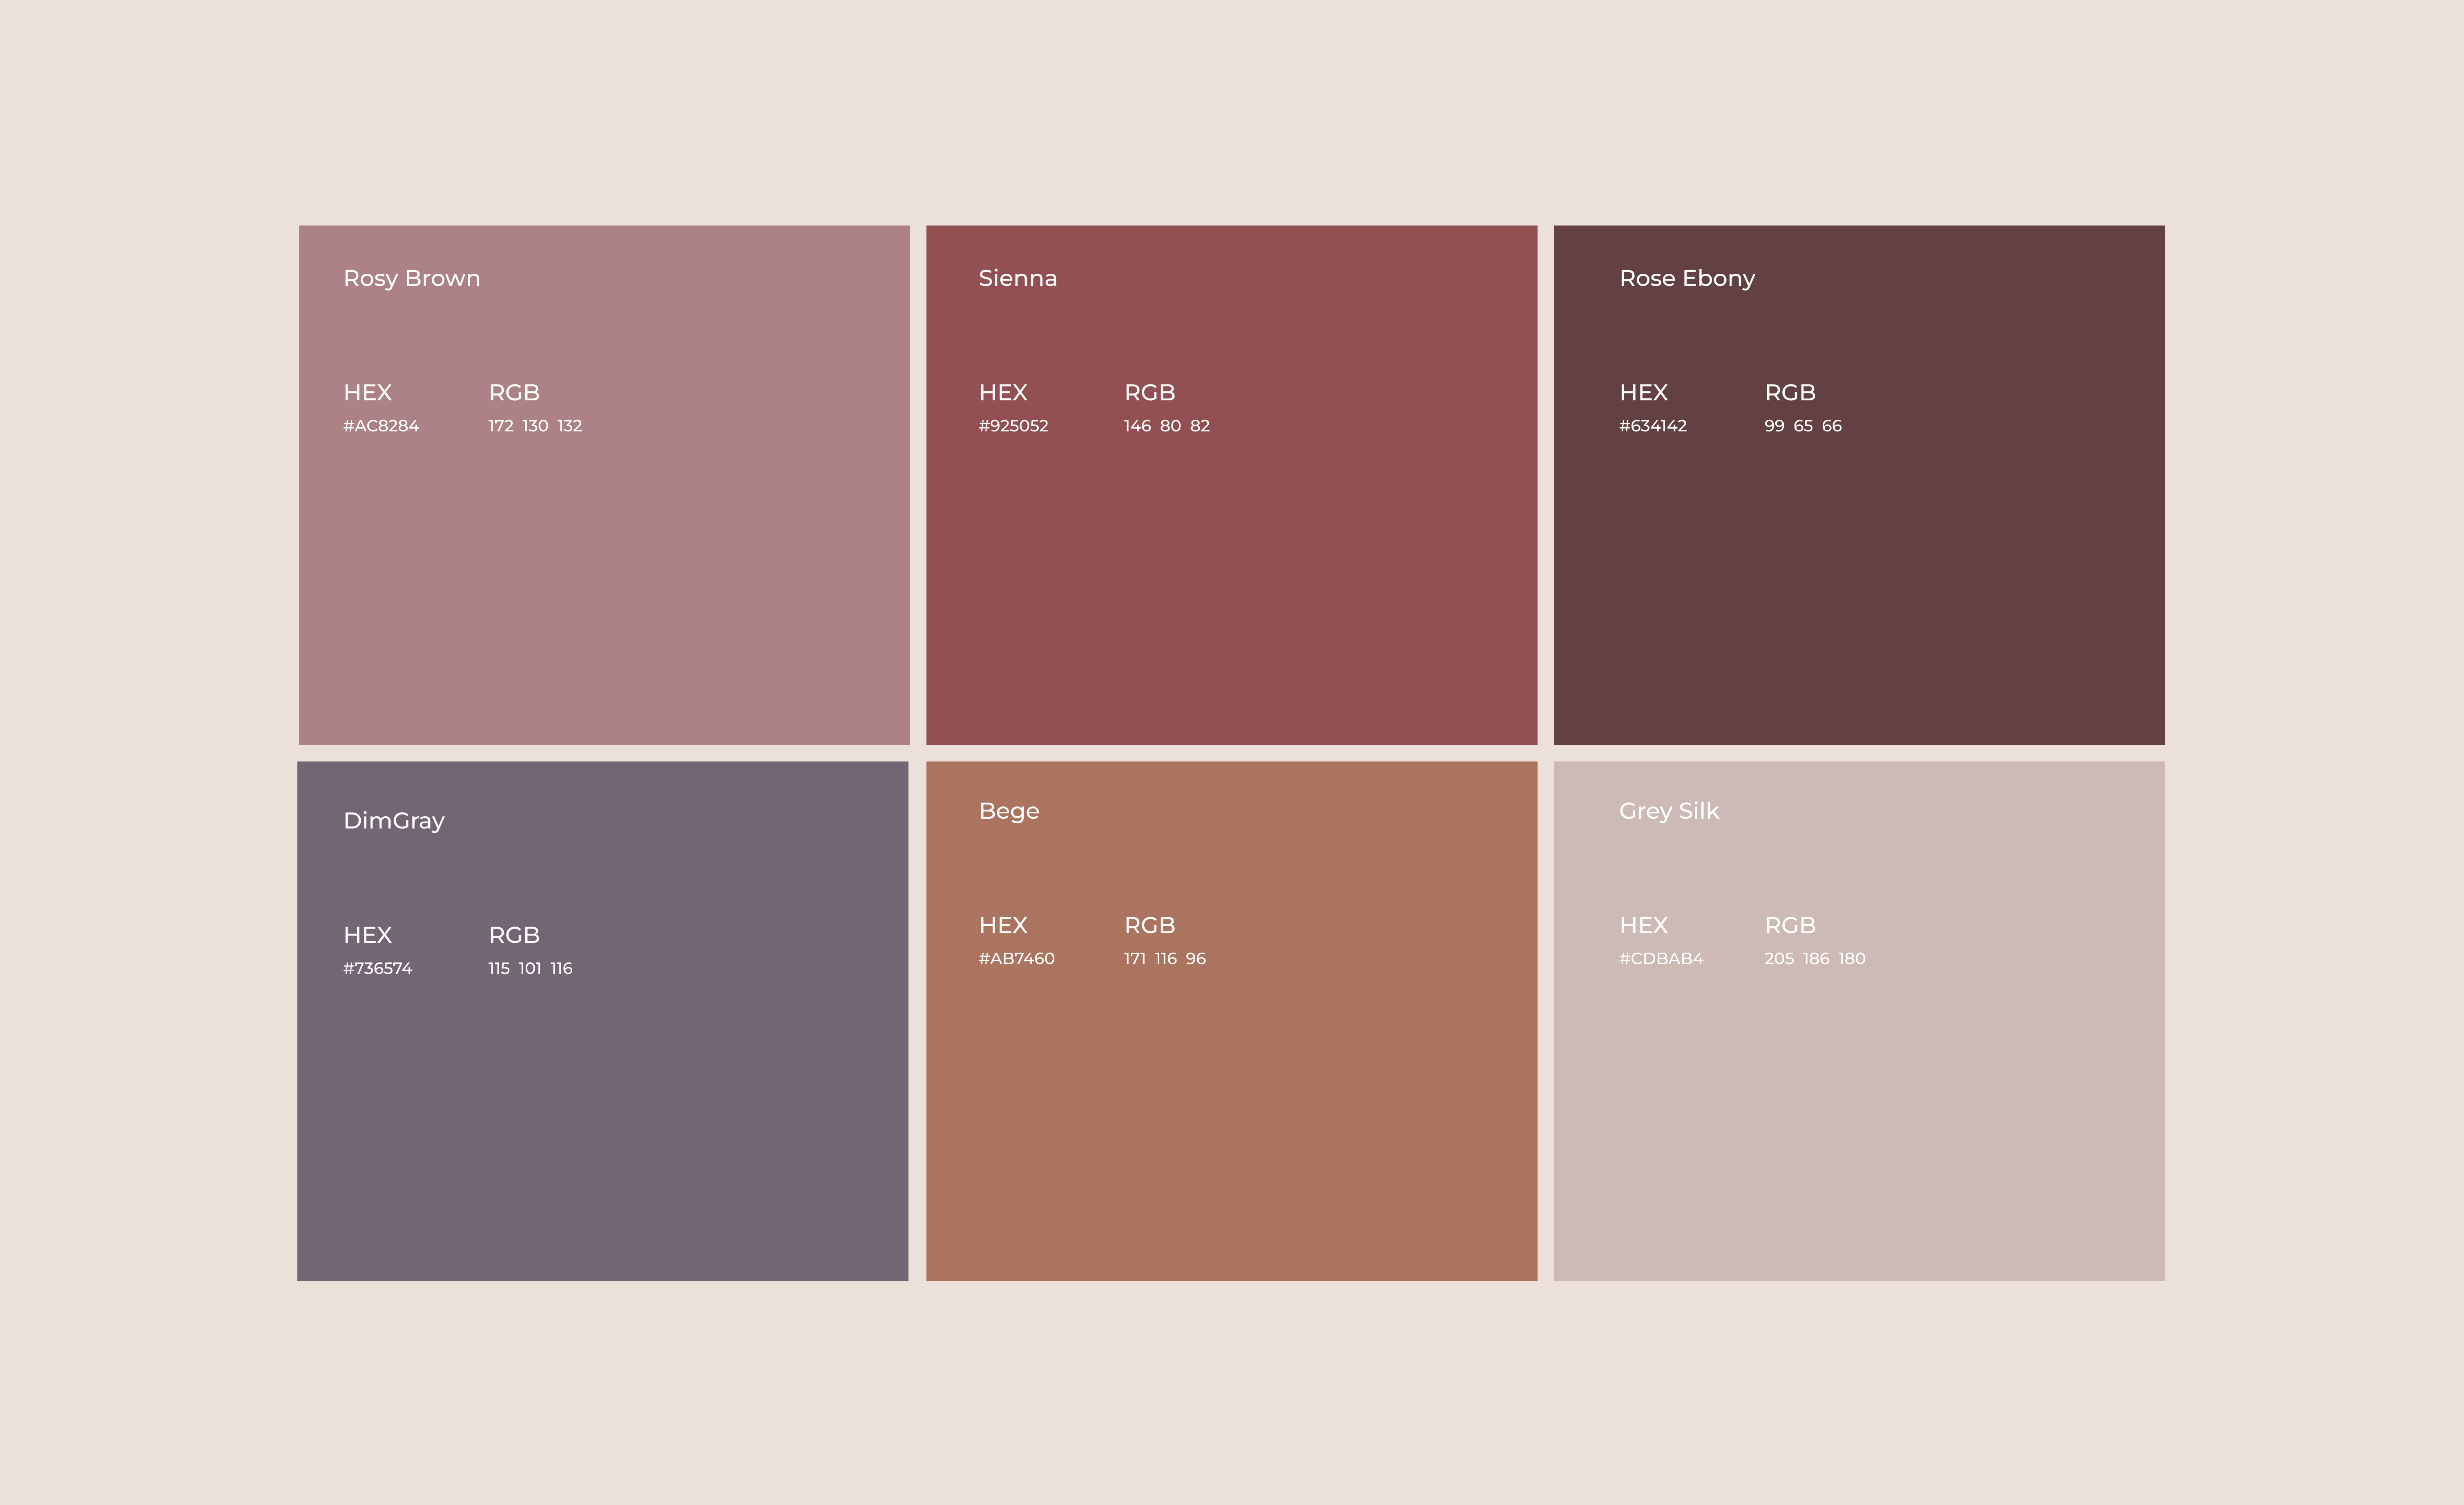 Rosy Brown
HEX RGB
#AC8284 172 130 132
Sienna
HEX RGB
#925052 146 80 82
Rose Ebony
HEX RGB
#634142 99 65 66
DimGray
HEX RGB
#736574 115 101 116
Bege
HEX RGB
#AB7460 171 116 96
Grey Silk
HEX RGB
#CDBAB4 205 186 180